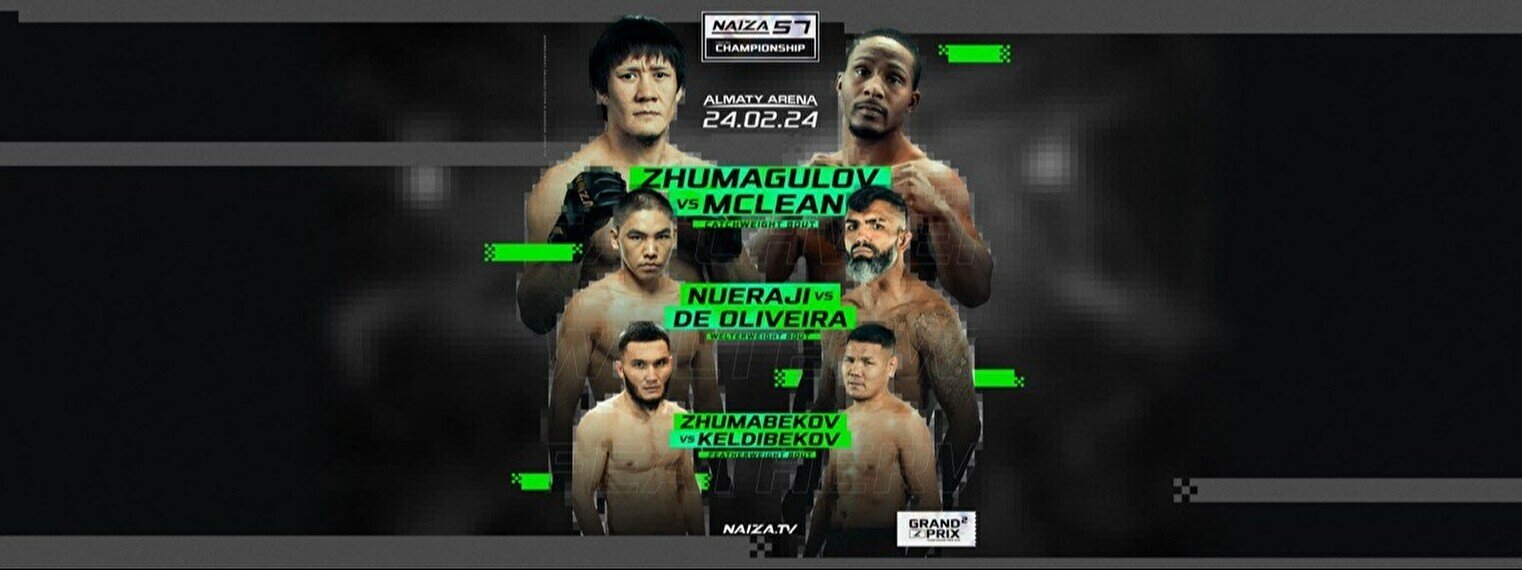 NAIZA 57
CHAMPIONSHIP
ALMATY ARENA
24.02.24
ZHUMAGULOV
VS MCLEAN
CATCHWEIGHT BOUT
NUERAJI VS
DE OLIVEIRA
WELTERWEIGHT BOUT
ZHUMABEKOV
VS KELDIBEKOV
FEATHERWEIGHT BOUT
NAIZA.TV
GRAND 2
PRIX